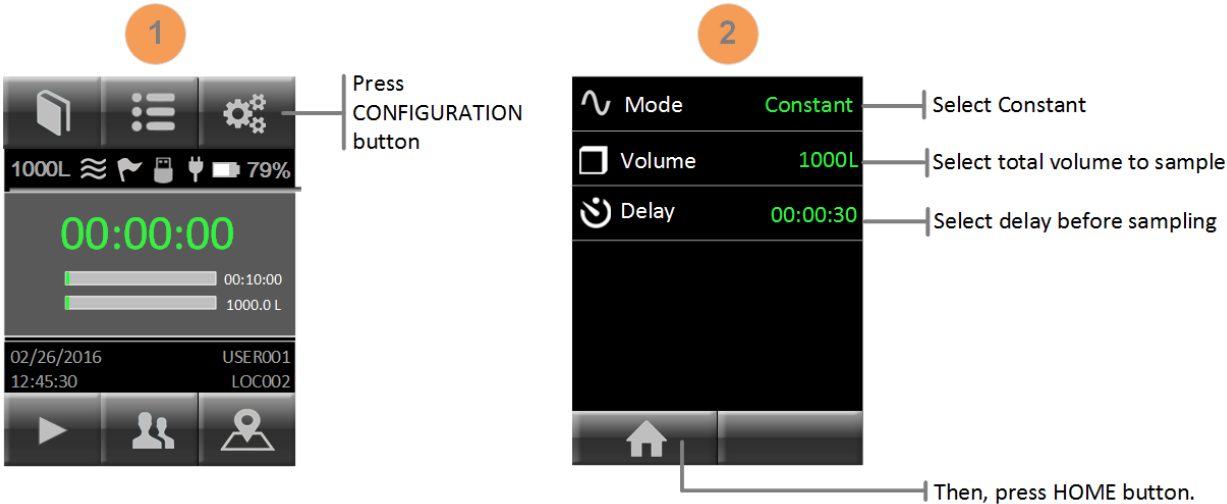 1
Press
CONFIGURATION
button
1000L 79%
00:00:00
00:10:00
1000.0 L
02/26/2016 USER001
12:45:30 LOC002
2
Mode Constant Select Constant
Volume 1000L Select total volume to sample
Delay 00:00:30 Select delay before sampling
Then, press HOME button.